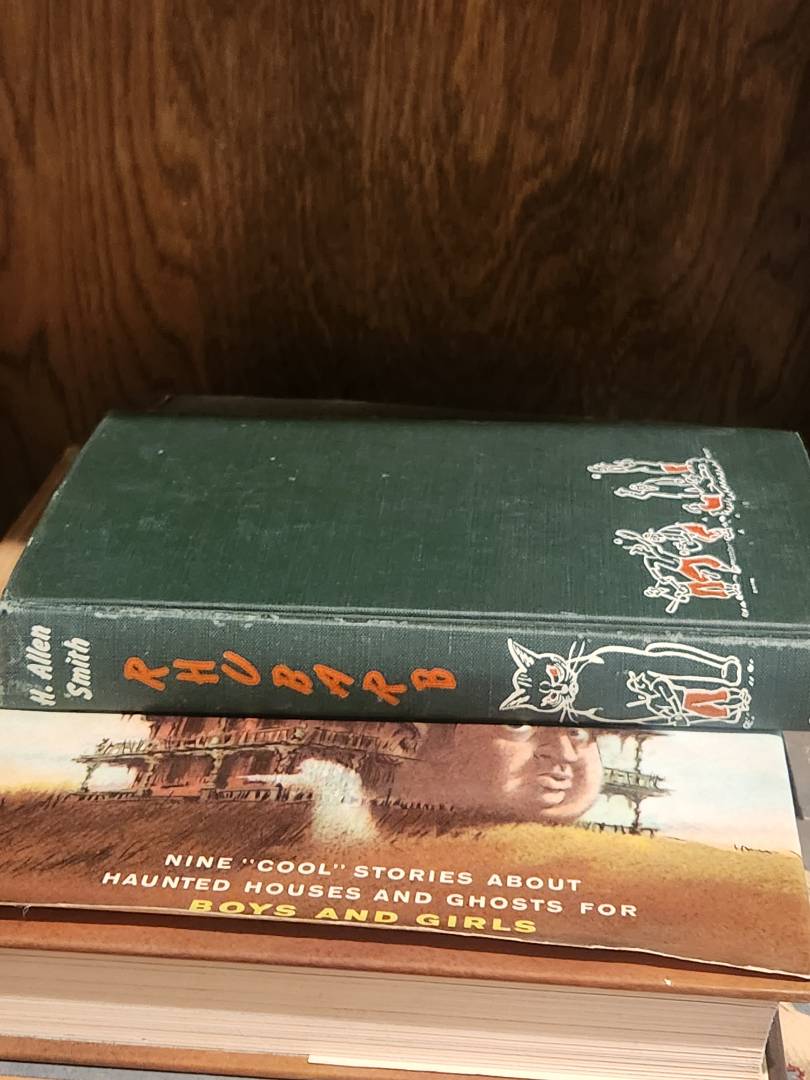 H. Allen
Smith
RHUBARB
NINE "COOL" STORIES ABOUT
HAUNTED HOUSES AND GHOSTS FOR
BOYS AND GIRLS